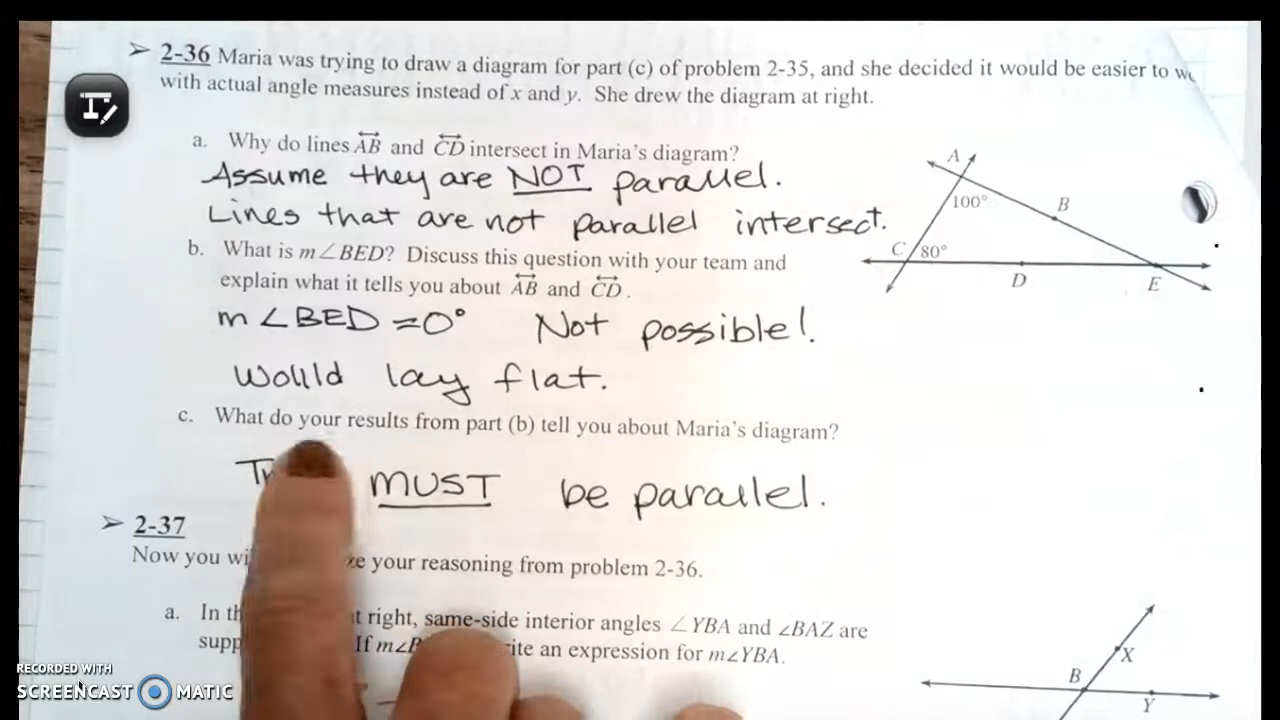 ➢ 2-36 Maria was trying to draw a diagram for part (c) of problem 2-35, and she decided it would be easier to
with actual angle measures instead of x and y. She drew the diagram at right.
a. Why do lines AB and CD intersect in Maria's diagram?
Assume they are NOT parallel.
Lines that are not parallel intersect.
A
100°
B
C 80°
D
E
b. What is m∠BED? Discuss this question with your team and
explain what it tells you about AB and CD.
m∠BED = 0° Not possible!
Would lay flat.
c. What do your results from part (b) tell you about Maria's diagram?
MUST be parallel.
➢ 2-37
Now you your reasoning from problem 2-36.
a. In right, same-side interior angles ∠YBA and ∠BAZ are
If an expression for m∠YBA.
X
B
Y
RECORDED WITH
SCREENCAST MATIC